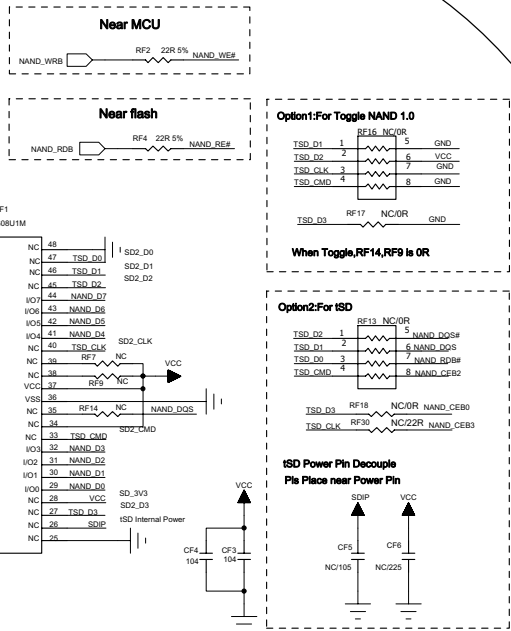 Near MCU
NAND_WRB RF2 22R 5% NAND_WE#
Near flash
NAND_RDB RF4 22R 5% NAND_RE#
F1
08U1M
NC 48
NC 47 TSD_D0 SD2_D0
NC 46 TSD_D1 SD2_D1
NC 45 TSD_D2 SD2_D2
I/O7 44 NAND_D7
I/O6 43 NAND_D6
I/O5 42 NAND_D5
I/O4 41 NAND_D4
NC 40 TSD_CLK SD2_CLK
NC 39 RF7 NC
NC 38 RF9 NC VCC
VCC 37
VSS 36
NC 35 RF14 NC NAND_DQS
NC 34
NC 33 TSD_CMD SD2_CMD
I/O3 32 NAND_D3
I/O2 31 NAND_D2
I/O1 30 NAND_D1
I/O0 29 NAND_D0
NC 28 VCC SD_3V3
NC 27 TSD_D3 SD2_D3
NC 26 SDIP tSD Internal Power
NC 25
VCC
CF4 104
CF3 104
Option1:For Toggle NAND 1.0
RF16 NC/0R
TSD_D1 1 5 GND
TSD_D2 2 6 VCC
TSD_CLK 3 7 GND
TSD_CMD 4 8 GND
TSD_D3 RF17 NC/0R GND
When Toggle,RF14,RF9 is 0R
Option2:For tSD
RF13 NC/0R
TSD_D2 1 5 NAND_DQS#
TSD_D1 2 6 NAND_DQS
TSD_D0 3 7 NAND_RDB#
TSD_CMD 4 8 NAND_CEB2
TSD_D3 RF18 NC/0R NAND_CEB0
TSD_CLK RF30 NC/22R NAND_CEB3
tSD Power Pin Decouple
Pls Place near Power Pin
SDIP VCC
CF5 CF6
NC/105 NC/225